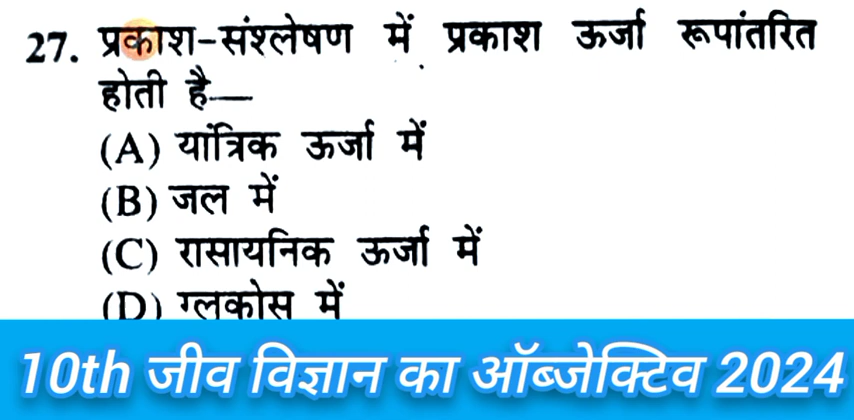 27. प्रकाश-संश्लेषण में प्रकाश ऊर्जा रूपांतरित
होती है—
(A) यांत्रिक ऊर्जा में
(B) जल में
(C) रासायनिक ऊर्जा में
(D) ग्लूकोस में
10th जीव विज्ञान का ऑब्जेक्टिव 2024